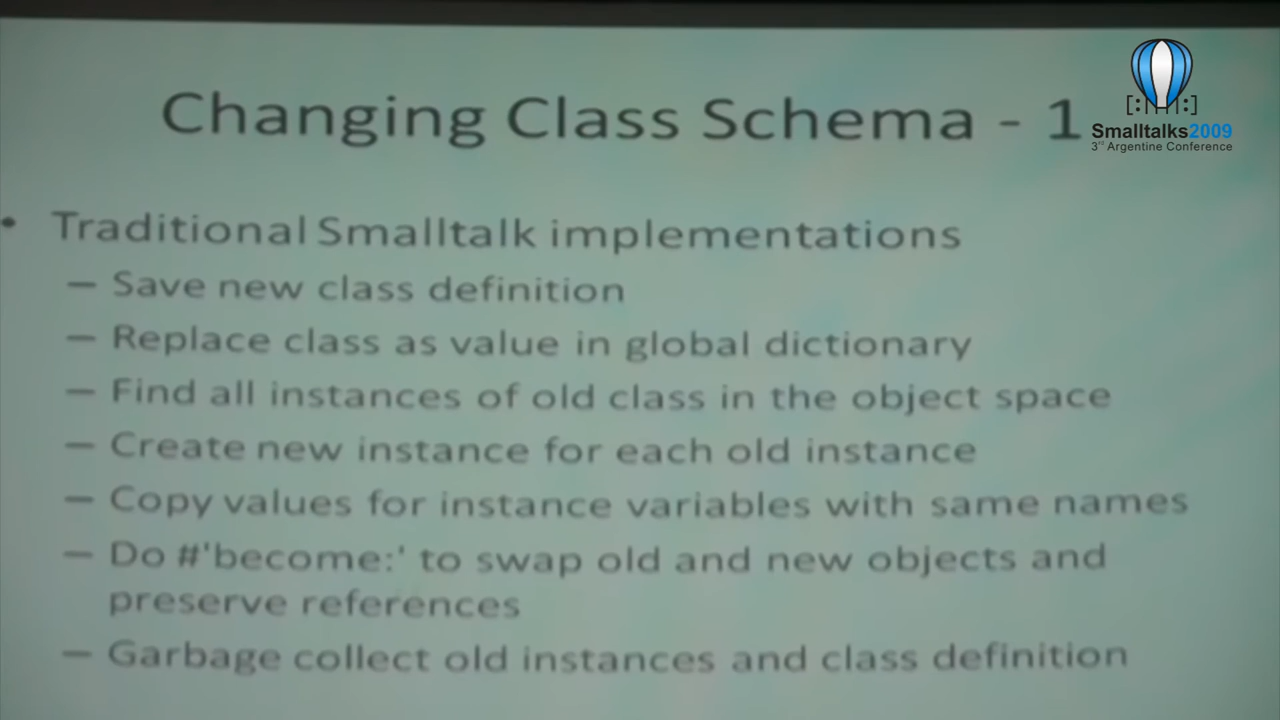 Changing Class Schema - 1
[:||||:]
Smalltalks2009
3rd Argentine Conference
• Traditional Smalltalk implementations
– Save new class definition
– Replace class as value in global dictionary
– Find all instances of old class in the object space
– Create new instance for each old instance
– Copy values for instance variables with same names
– Do #'become:' to swap old and new objects and
preserve references
– Garbage collect old instances and class definition